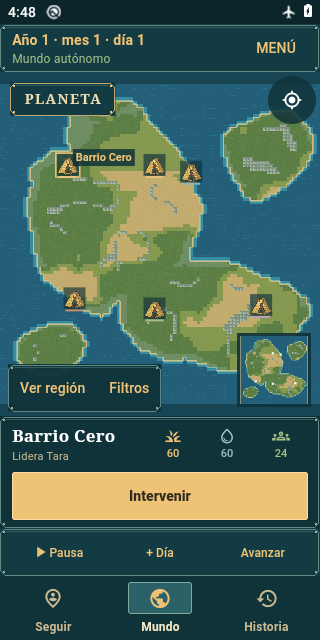 4:48
Año 1 · mes 1 · día 1
Mundo autónomo
MENÚ
PLANETA
Barrio Cero
Ver región
Filtros
Barrio Cero
Lidera Tara
60
60
24
Intervenir
Pausa
+ Día
Avanzar
Seguir
Mundo
Historia